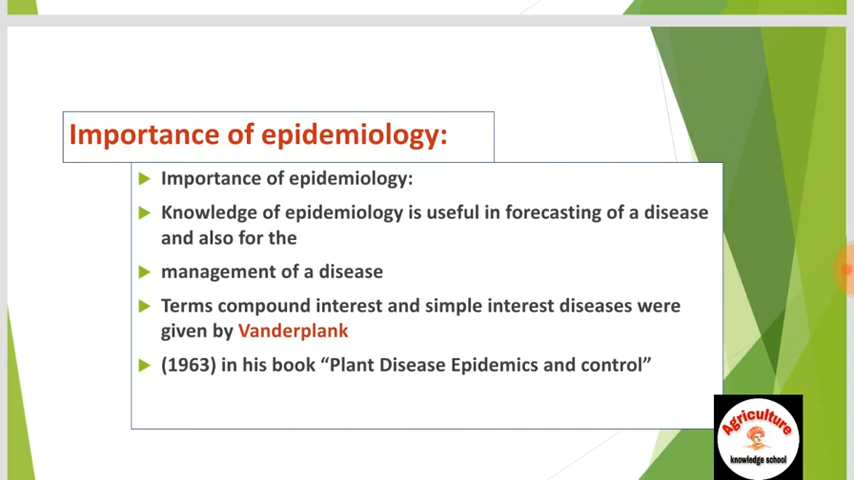 Importance of epidemiology:
Importance of epidemiology:
Knowledge of epidemiology is useful in forecasting of a disease
and also for the
management of a disease
Terms compound interest and simple interest diseases were
given by Vanderplank
(1963) in his book “Plant Disease Epidemics and control”
Agriculture
knowledge school